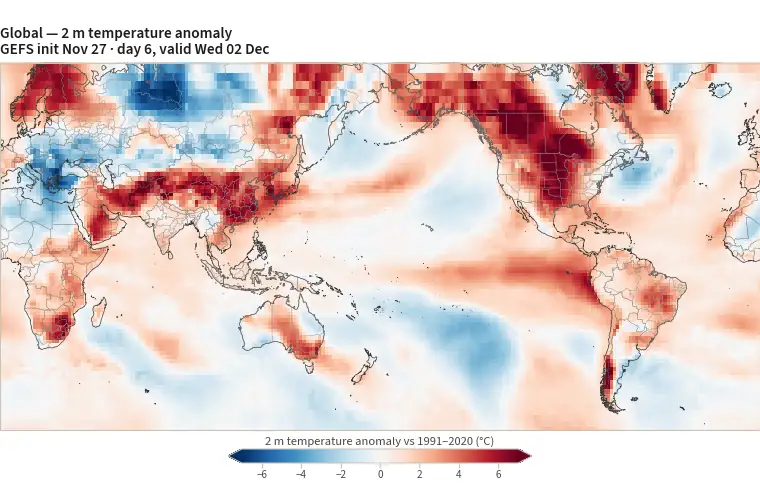 Global — 2 m temperature anomaly
GEFS init Nov 27 · day 6, valid Wed 02 Dec
2 m temperature anomaly vs 1991–2020 (°C)
−6 −4 −2 0 2 4 6